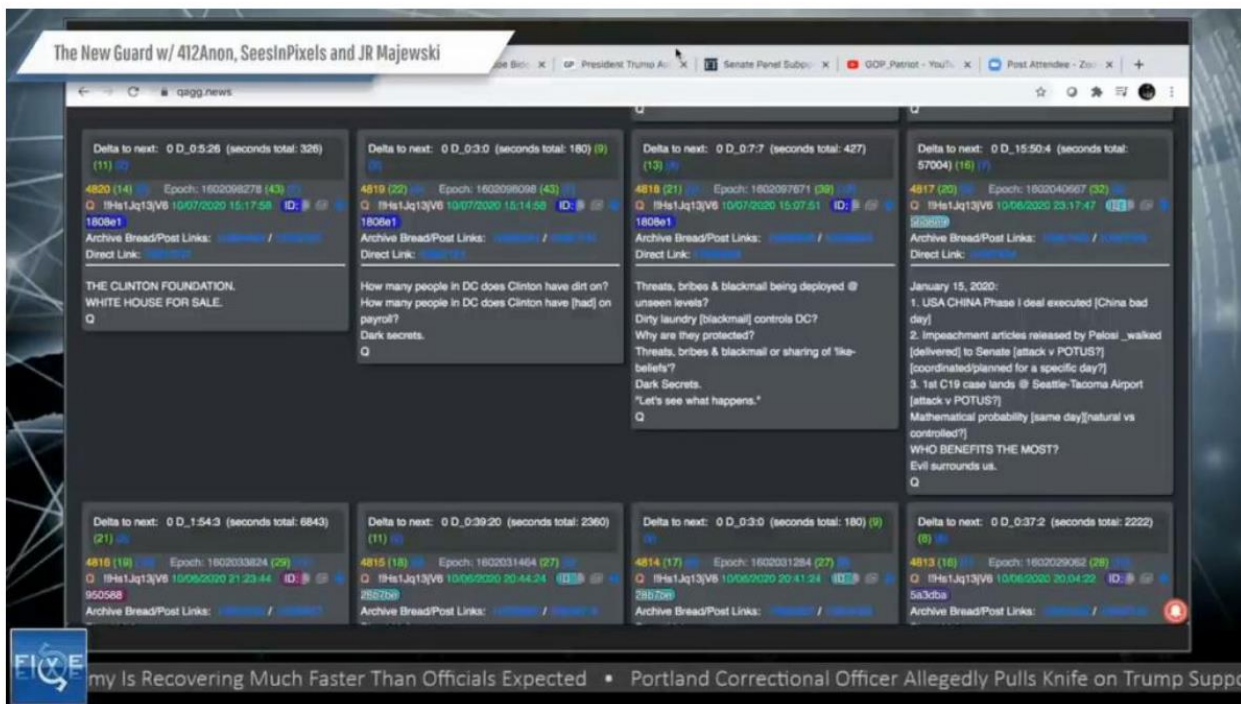 The New Guard w/ 412Anon, SeesInPixels and JR Majewski
President Trump
Senate Panel Subpo
GOP_Patriot - YouTu
Post Attendee - Zoo
qagg.news
Q
Delta to next: 0 D_0:5:26 (seconds total: 326)
(11)
4820 (14) Epoch: 1602098278 (43)
Q !!Hs1Jq13jV6 10/07/2020 15:17:58 ID:
1808e1
Archive Bread/Post Links: /
Direct Link:
THE CLINTON FOUNDATION.
WHITE HOUSE FOR SALE.
Q
Delta to next: 0 D_0:3:0 (seconds total: 180) (9)
4819 (22) Epoch: 1602098098 (43)
Q !!Hs1Jq13jV6 10/07/2020 15:14:58 ID:
1808e1
Archive Bread/Post Links: /
Direct Link:
How many people in DC does Clinton have dirt on?
How many people in DC does Clinton have [had] on
payroll?
Dark secrets.
Q
Delta to next: 0 D_0:7:7 (seconds total: 427)
(13)
4818 (21) Epoch: 1602097671 (39)
Q !!Hs1Jq13jV6 10/07/2020 15:07:51 ID:
1808e1
Archive Bread/Post Links: /
Direct Link:
Threats, bribes & blackmail being deployed @
unseen levels?
Dirty laundry [blackmail] controls DC?
Why are they protected?
Threats, bribes & blackmail or sharing of 'like-
beliefs'?
Dark Secrets.
"Let's see what happens."
Q
Q
Delta to next: 0 D_15:50:4 (seconds total:
57004) (16)
4817 (20) Epoch: 1602040667 (32)
Q !!Hs1Jq13jV6 10/06/2020 23:17:47
Archive Bread/Post Links: /
Direct Link:
January 15, 2020:
1. USA CHINA Phase I deal executed [China bad
day]
2. Impeachment articles released by Pelosi _walked
[delivered] to Senate [attack v POTUS?]
[coordinated/planned for a specific day?]
3. 1st C19 case lands @ Seattle-Tacoma Airport
[attack v POTUS?]
Mathematical probability [same day][natural vs
controlled?]
WHO BENEFITS THE MOST?
Evil surrounds us.
Q
Delta to next: 0 D_1:54:3 (seconds total: 6843)
(21)
4816 (19) Epoch: 1602033824 (29)
Q !!Hs1Jq13jV6 10/06/2020 21:23:44 ID:
950588
Archive Bread/Post Links: /
Delta to next: 0 D_0:39:20 (seconds total: 2360)
(11)
4815 (18) Epoch: 1602031464 (27)
Q !!Hs1Jq13jV6 10/06/2020 20:44:24 ID:
28b7be
Archive Bread/Post Links: /
Delta to next: 0 D_0:3:0 (seconds total: 180) (9)
4814 (17) Epoch: 1602031284 (27)
Q !!Hs1Jq13jV6 10/06/2020 20:41:24 ID:
28b7be
Archive Bread/Post Links: /
Delta to next: 0 D_0:37:2 (seconds total: 2222)
(8)
4813 (16) Epoch: 1602029062 (28)
Q !!Hs1Jq13jV6 10/06/2020 20:04:22 ID:
5a3dba
Archive Bread/Post Links: /
my Is Recovering Much Faster Than Officials Expected • Portland Correctional Officer Allegedly Pulls Knife on Trump Suppo